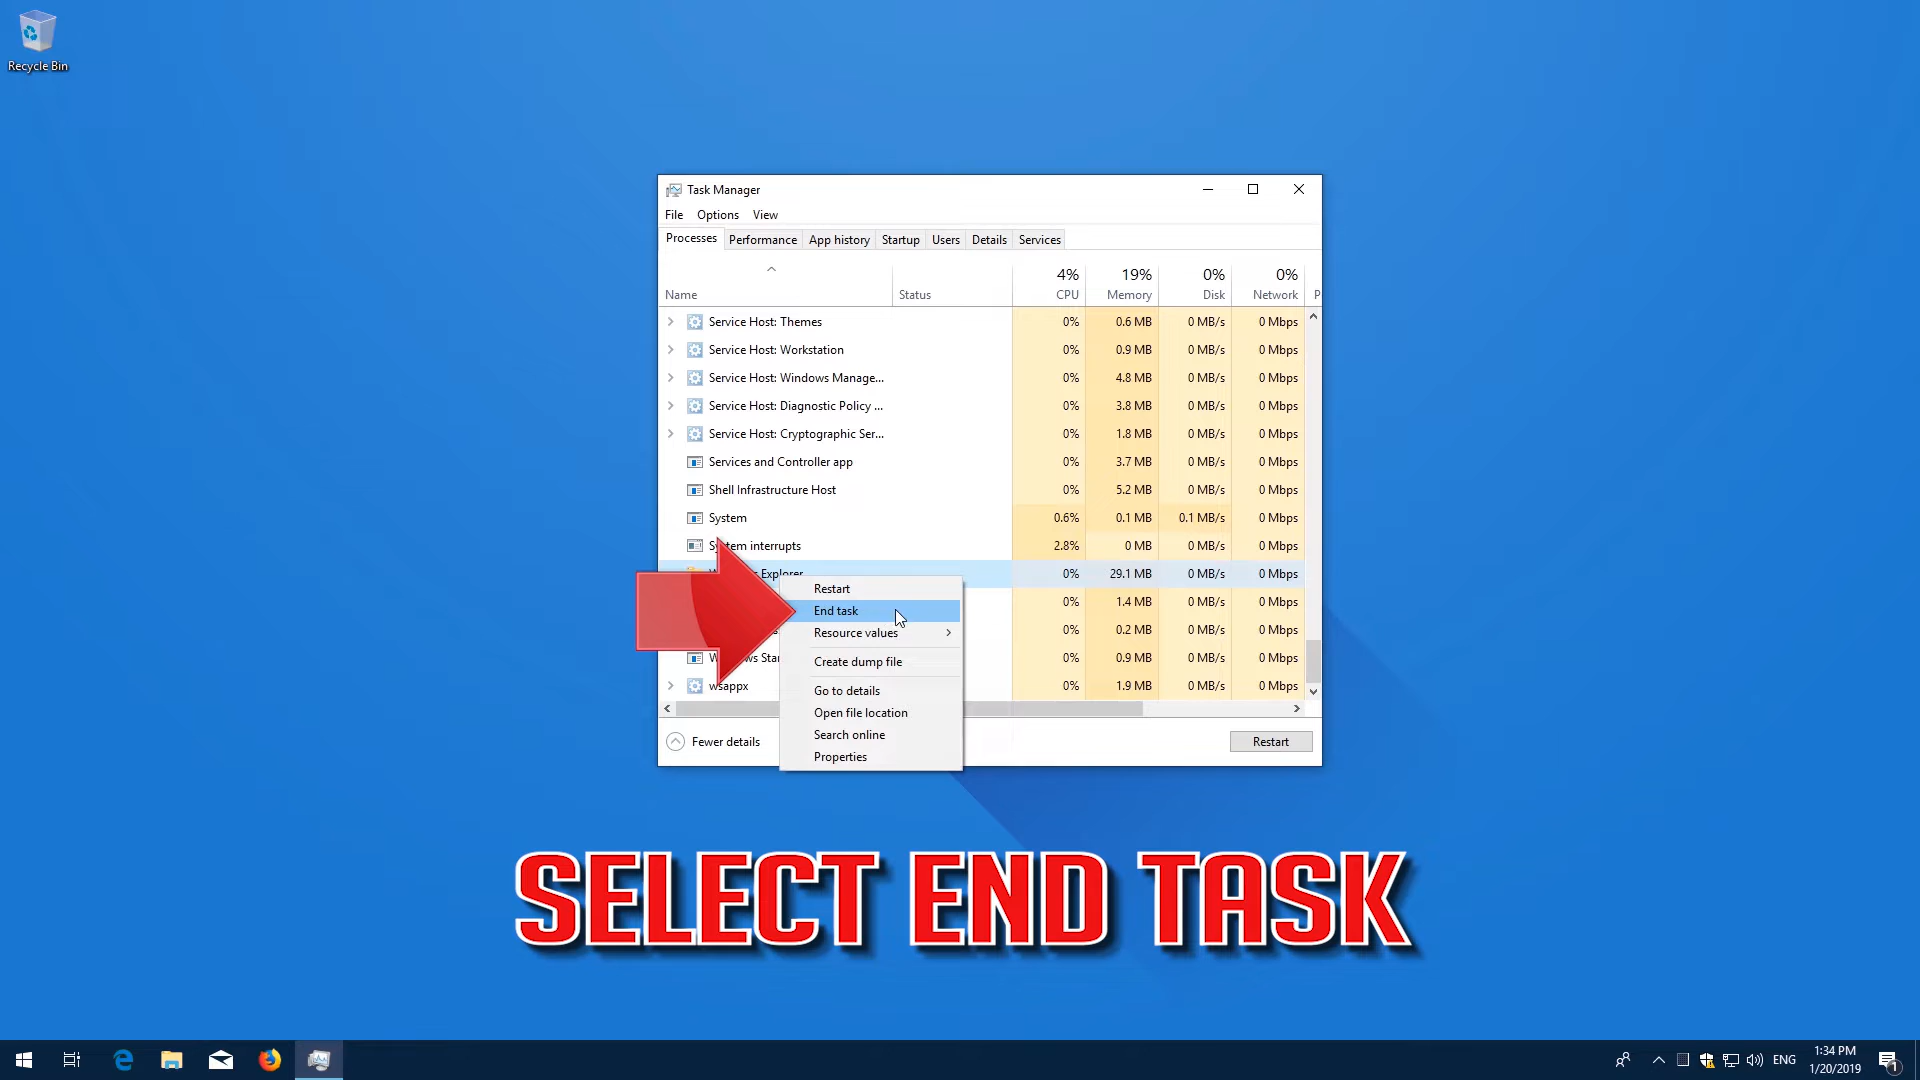 Recycle Bin
Task Manager
File Options View
Processes Performance App history Startup Users Details Services
4% 19% 0% 0%
Name Status CPU Memory Disk Network P
Service Host: Themes 0% 0.6 MB 0 MB/s 0 Mbps
Service Host: Workstation 0% 0.9 MB 0 MB/s 0 Mbps
Service Host: Windows Manage... 0% 4.8 MB 0 MB/s 0 Mbps
Service Host: Diagnostic Policy ... 0% 3.8 MB 0 MB/s 0 Mbps
Service Host: Cryptographic Ser... 0% 1.8 MB 0 MB/s 0 Mbps
Services and Controller app 0% 3.7 MB 0 MB/s 0 Mbps
Shell Infrastructure Host 0% 5.2 MB 0 MB/s 0 Mbps
System 0.6% 0.1 MB 0.1 MB/s 0 Mbps
System interrupts 2.8% 0 MB 0 MB/s 0 Mbps
Explorer 0% 29.1 MB 0 MB/s 0 Mbps
0% 1.4 MB 0 MB/s 0 Mbps
0% 0.2 MB 0 MB/s 0 Mbps
0% 0.9 MB 0 MB/s 0 Mbps
wsappx 0% 1.9 MB 0 MB/s 0 Mbps
Restart
End task
Resource values
Create dump file
Go to details
Open file location
Search online
Properties
Fewer details Restart
SELECT END TASK
ENG
1:34 PM
1/20/2019
1